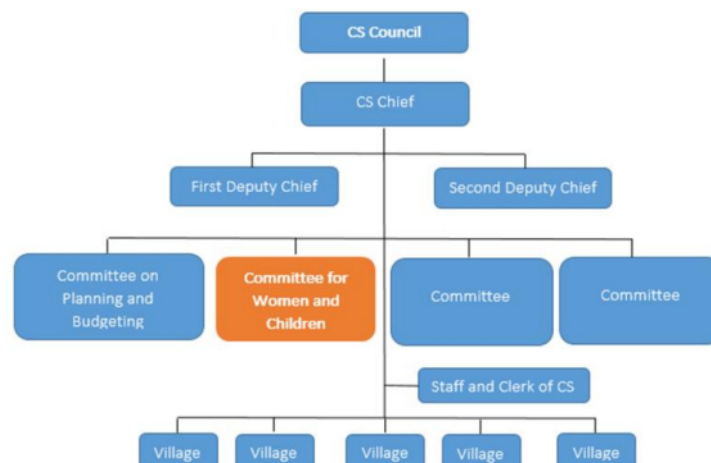 CS Council
CS Chief
First Deputy Chief
Second Deputy Chief
Committee on
Planning and
Budgeting
Committee for
Women and
Children
Committee
Committee
Staff and Clerk of CS
Village
Village
Village
Village
Village